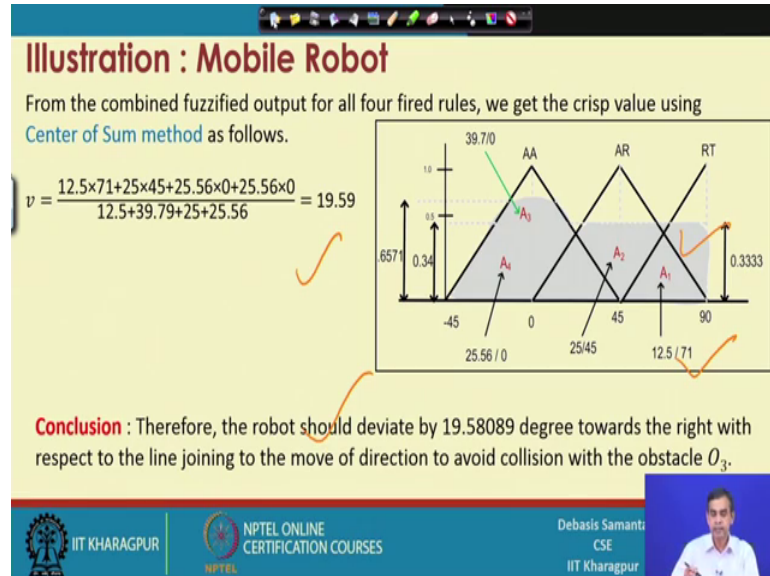 Illustration : Mobile Robot
From the combined fuzzified output for all four fired rules, we get the crisp value using
Center of Sum method as follows.
v = 12.5×71+25×45+25.56×0+25.56×0 / 12.5+39.79+25+25.56 = 19.59
39.7/0
AA
AR
RT
1.0
0.5
A3
.6571
0.34
A4
A2
A1
0.3333
-45
0
45
90
25.56 / 0
25/45
12.5 / 71
Conclusion : Therefore, the robot should deviate by 19.58089 degree towards the right with
respect to the line joining to the move of direction to avoid collision with the obstacle O3.
IIT KHARAGPUR
NPTEL
NPTEL ONLINE
CERTIFICATION COURSES
Debasis Samanta
CSE
IIT Kharagpur